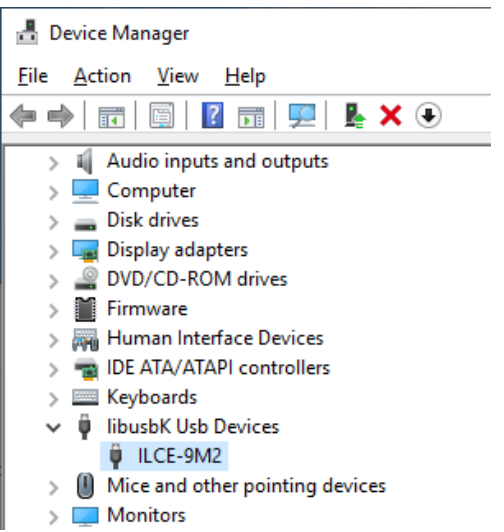 Device Manager
File Action View Help
Audio inputs and outputs
Computer
Disk drives
Display adapters
DVD/CD-ROM drives
Firmware
Human Interface Devices
IDE ATA/ATAPI controllers
Keyboards
libusbK Usb Devices
ILCE-9M2
Mice and other pointing devices
Monitors